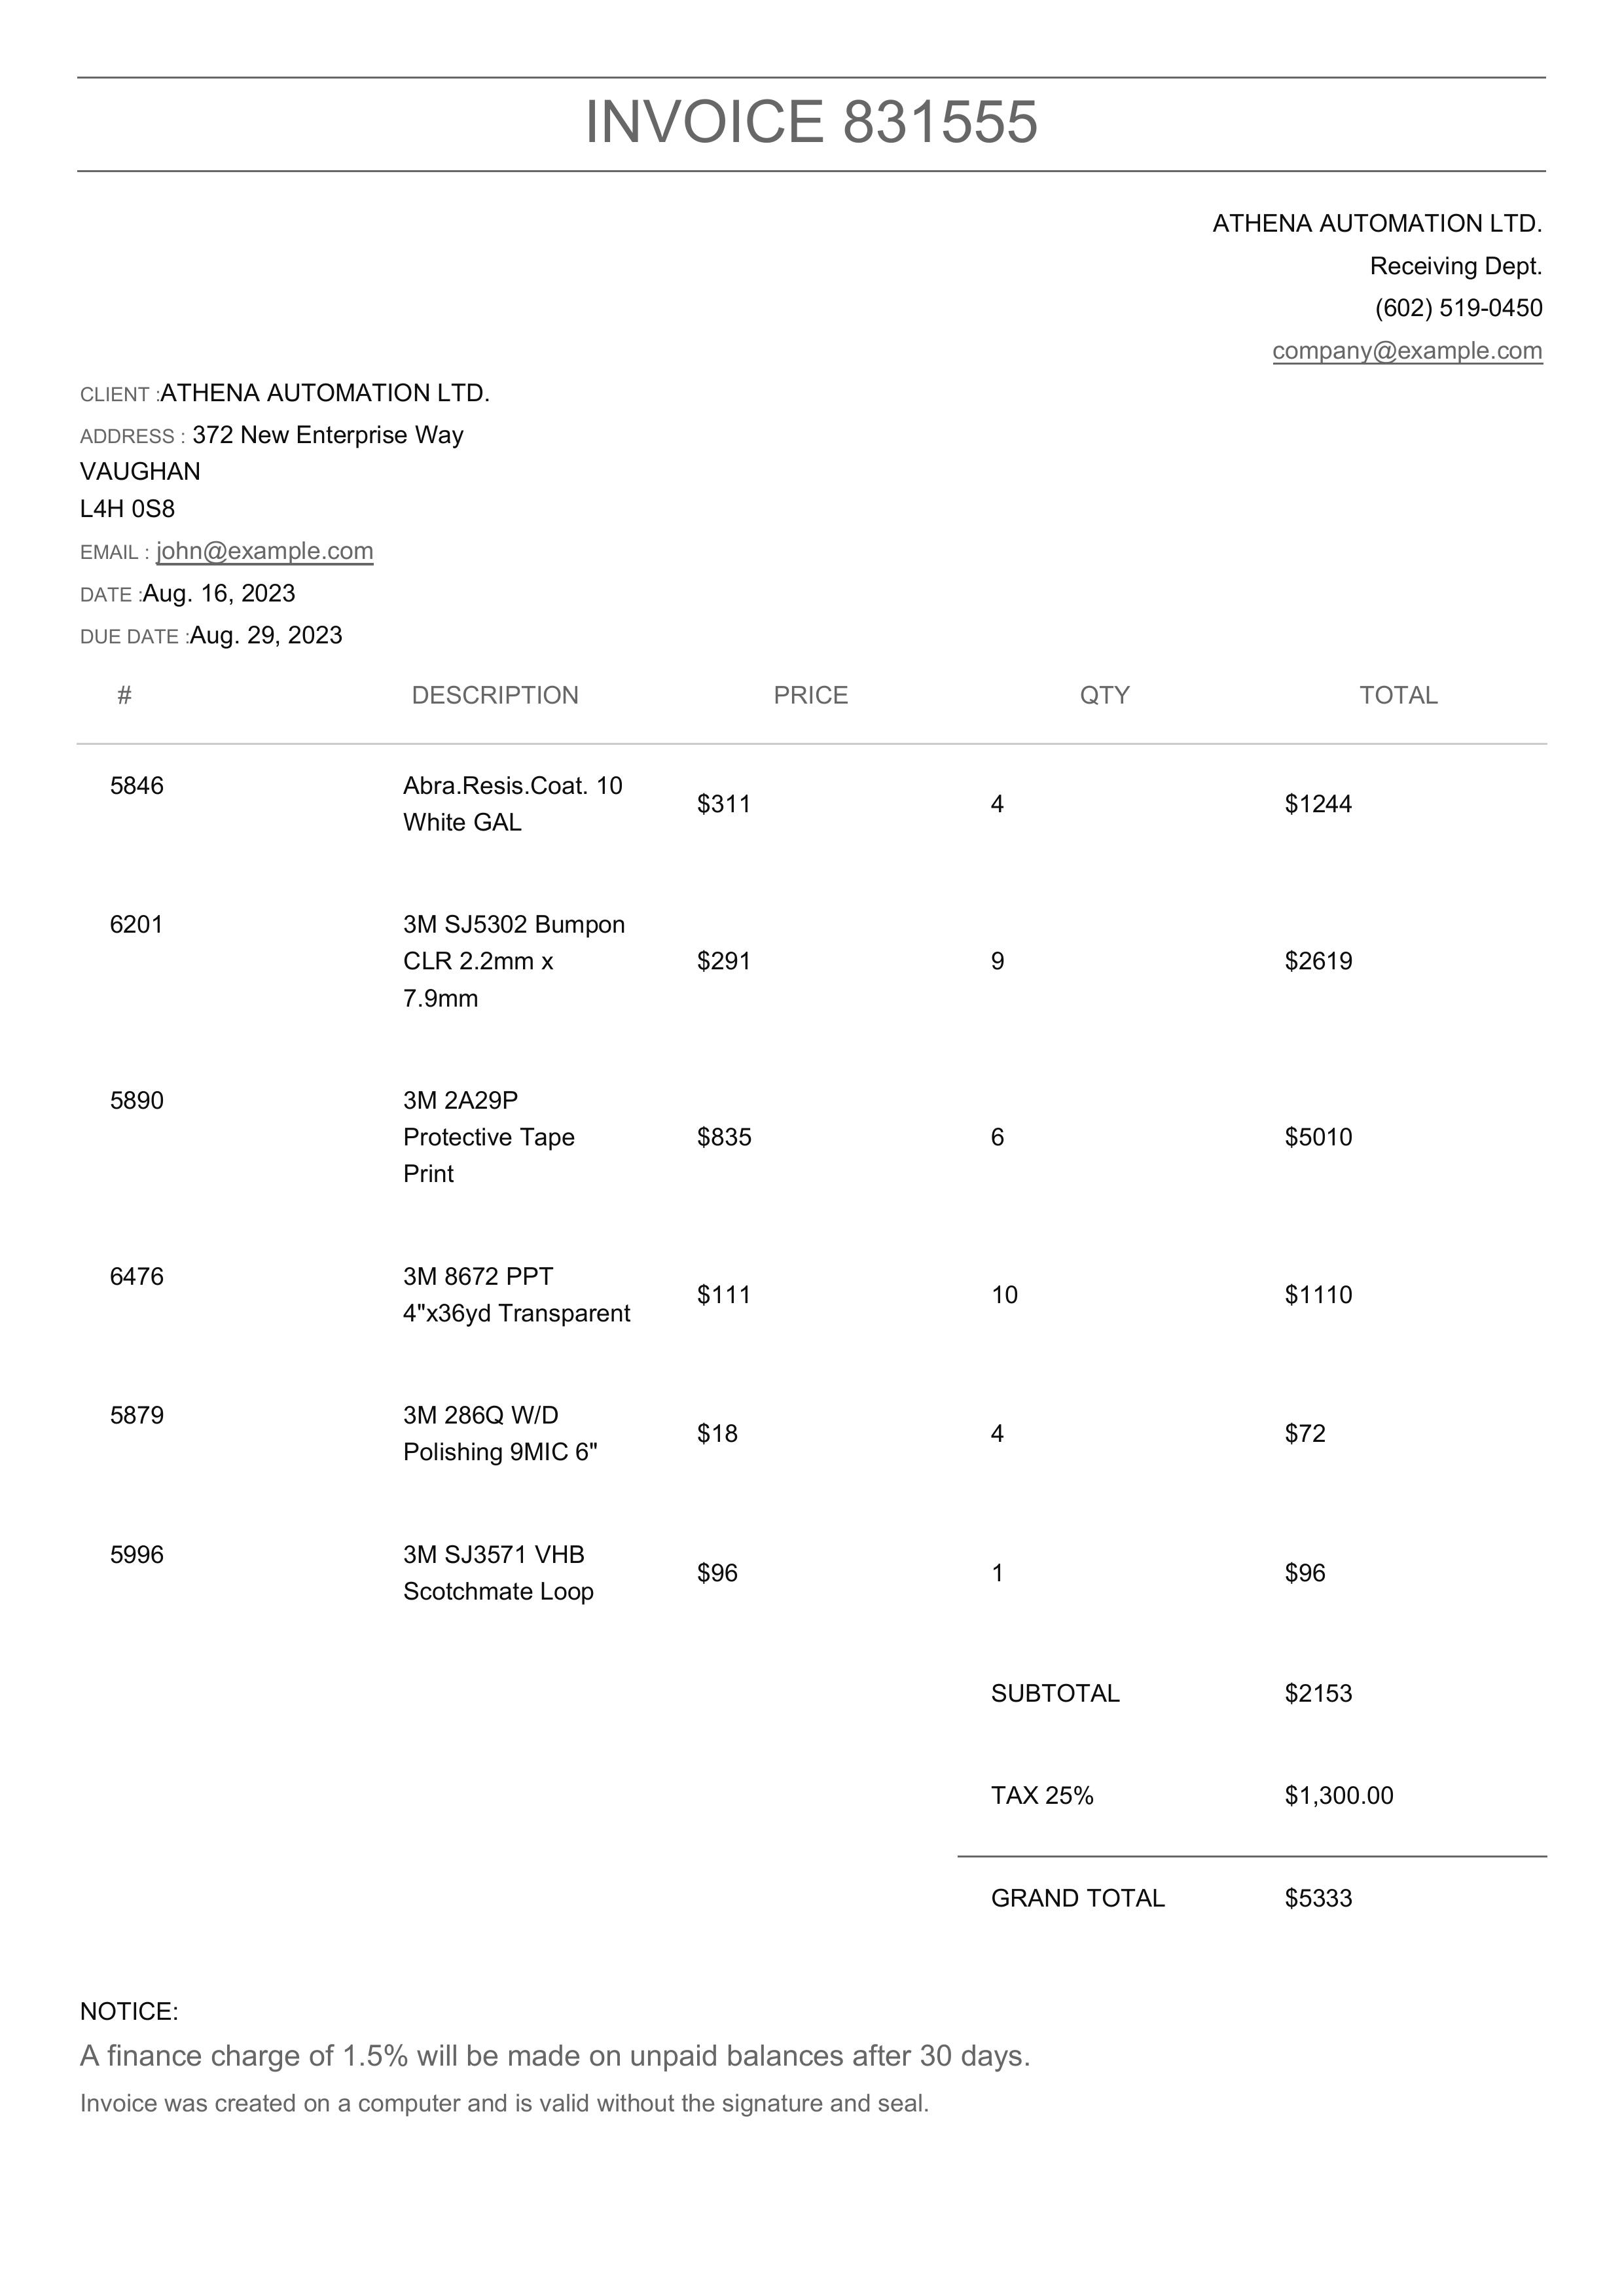 INVOICE 831555
ATHENA AUTOMATION LTD.
Receiving Dept.
(602) 519-0450
company@example.com
CLIENT :ATHENA AUTOMATION LTD.
ADDRESS : 372 New Enterprise Way
VAUGHAN
L4H 0S8
EMAIL : john@example.com
DATE :Aug. 16, 2023
DUE DATE :Aug. 29, 2023
# DESCRIPTION PRICE QTY TOTAL
5846 Abra.Resis.Coat. 10
White GAL $311 4 $1244
6201 3M SJ5302 Bumpon
CLR 2.2mm x $291 9 $2619
7.9mm
5890 3M 2A29P
Protective Tape $835 6 $5010
Print
6476 3M 8672 PPT
4"x36yd Transparent $111 10 $1110
5879 3M 286Q W/D
Polishing 9MIC 6" $18 4 $72
5996 3M SJ3571 VHB
Scotchmate Loop $96 1 $96
SUBTOTAL $2153
TAX 25% $1,300.00
GRAND TOTAL $5333
NOTICE:
A finance charge of 1.5% will be made on unpaid balances after 30 days.
Invoice was created on a computer and is valid without the signature and seal.